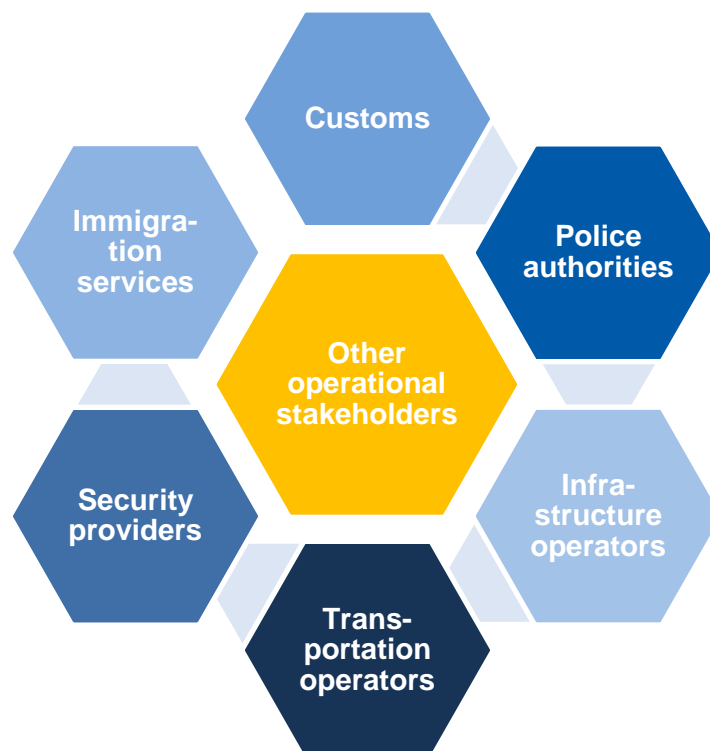 Customs
Police
authorities
Immigra-
tion
services
Other
operational
stakeholders
Security
providers
Infra-
structure
operators
Trans-
portation
operators